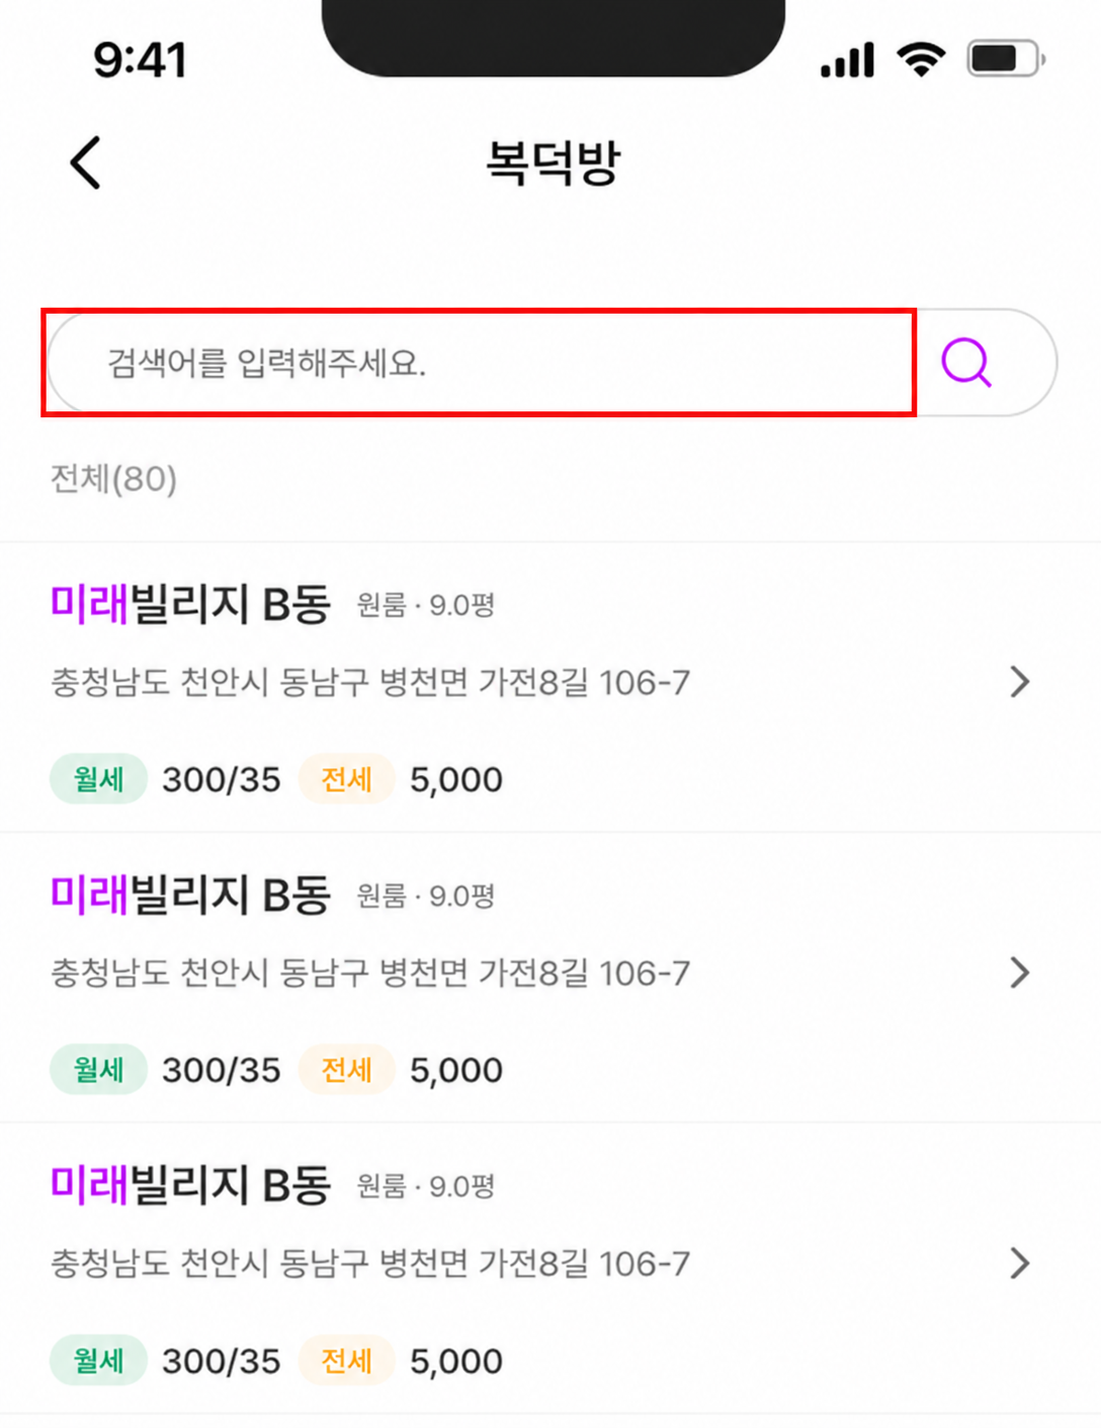 9:41
복덕방
검색어를 입력해주세요.
전체(80)
미래빌리지 B동 원룸 · 9.0평
충청남도 천안시 동남구 병천면 가전8길 106-7
월세 300/35 전세 5,000
미래빌리지 B동 원룸 · 9.0평
충청남도 천안시 동남구 병천면 가전8길 106-7
월세 300/35 전세 5,000
미래빌리지 B동 원룸 · 9.0평
충청남도 천안시 동남구 병천면 가전8길 106-7
월세 300/35 전세 5,000